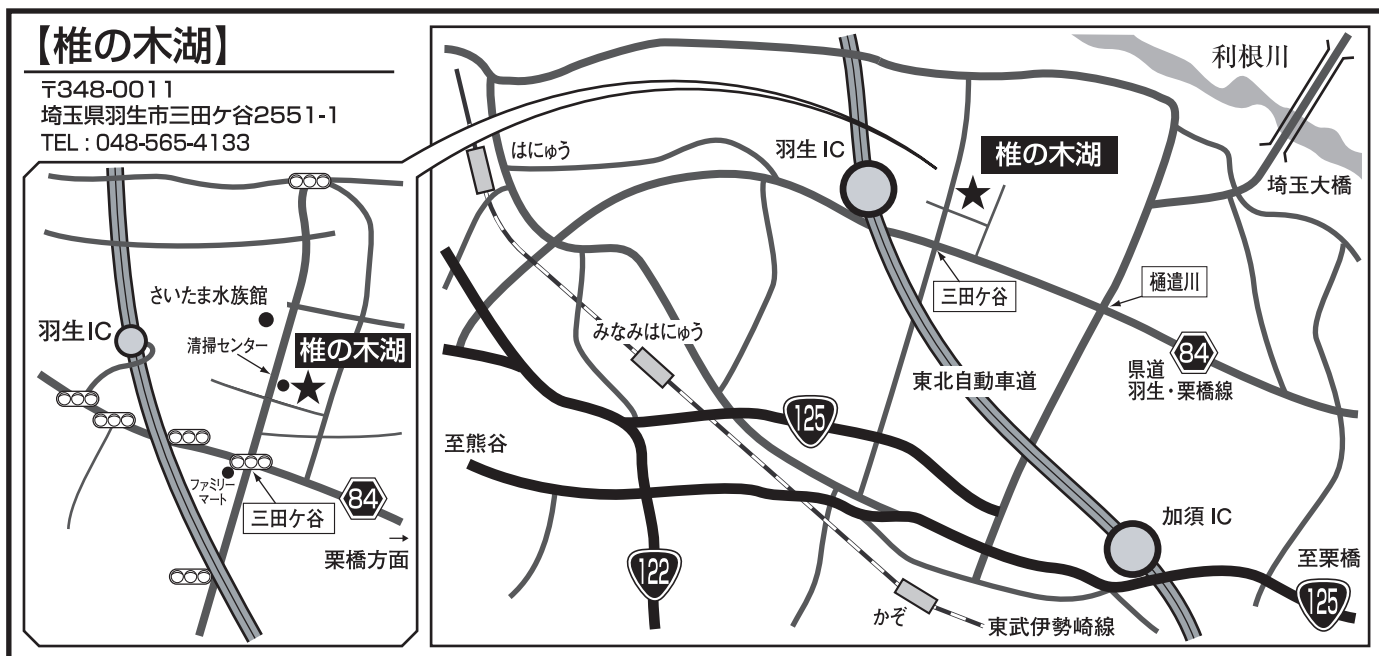 【椎の木湖】
〒348-0011
埼玉県羽生市三田ケ谷2551-1
TEL : 048-565-4133
さいたま水族館
羽生IC
清掃センター
椎の木湖
ファミリー
マート
三田ケ谷
84
栗橋方面
利根川
はにゅう
羽生 IC
椎の木湖
埼玉大橋
三田ケ谷
樋遣川
みなみはにゅう
84
県道
羽生・栗橋線
東北自動車道
125
至熊谷
加須 IC
122
至栗橋
125
かぞ
東武伊勢崎線